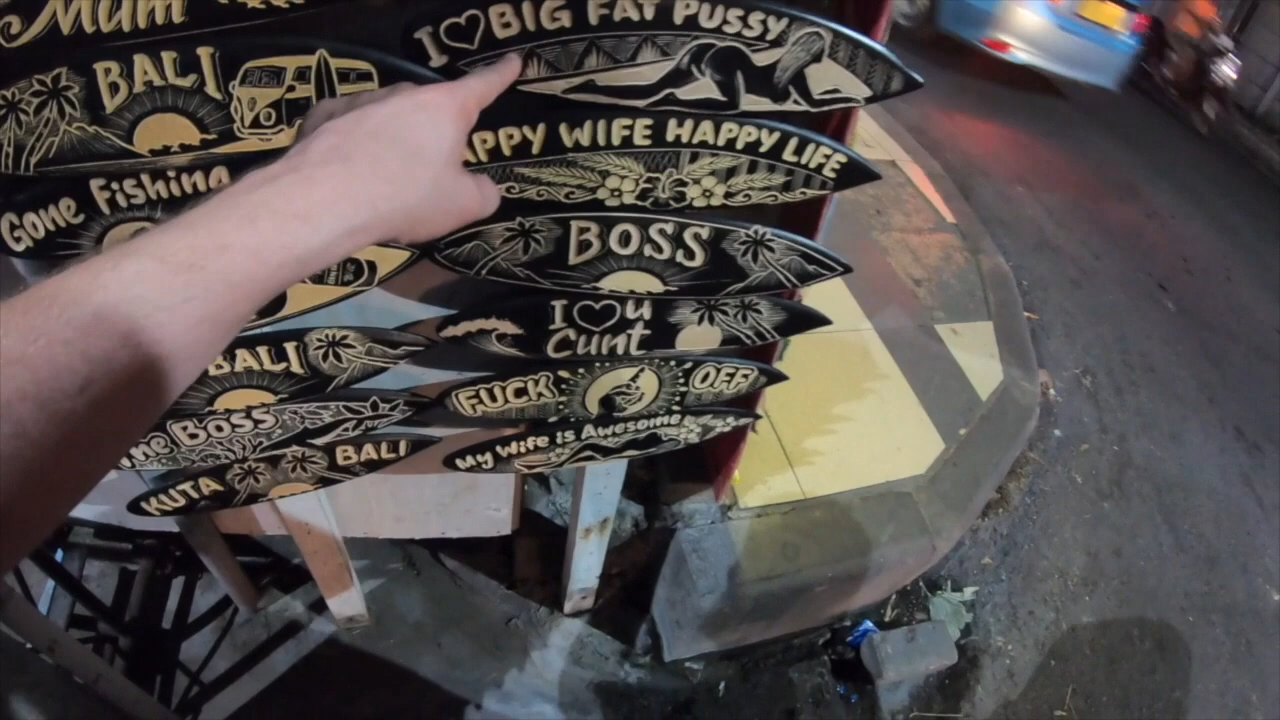 Mum
BALI
Gone Fishing
BALI
The Boss
KUTA BALI
I ♡ BIG FAT PUSSY
APPY WIFE HAPPY LIFE
BOSS
I ♡ u
Cunt
FUCK OFF
My Wife is Awesome